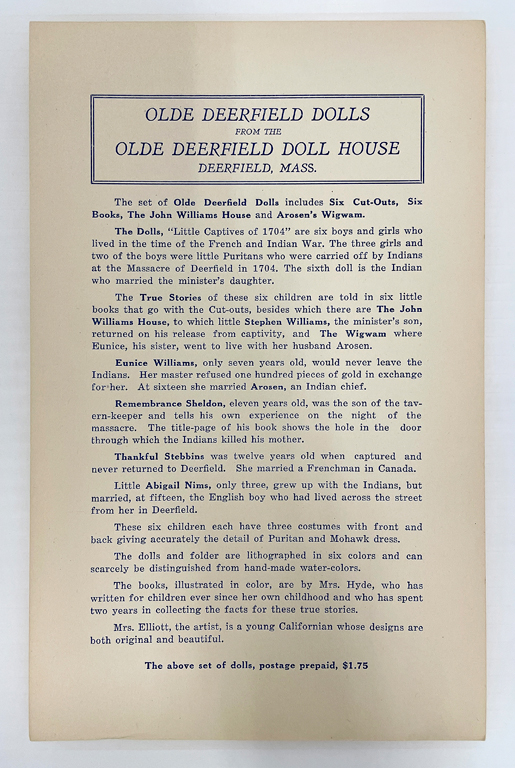 OLDE DEERFIELD DOLLS
FROM THE
OLDE DEERFIELD DOLL HOUSE
DEERFIELD, MASS.
The set of Olde Deerfield Dolls includes Six Cut-Outs, Six
Books, The John Williams House and Arosen's Wigwam.
The Dolls, "Little Captives of 1704" are six boys and girls who
lived in the time of the French and Indian War. The three girls and
two of the boys were little Puritans who were carried off by Indians
at the Massacre of Deerfield in 1704. The sixth doll is the Indian
who married the minister's daughter.
The True Stories of these six children are told in six little
books that go with the Cut-outs, besides which there are The John
Williams House, to which little Stephen Williams, the minister's son,
returned on his release from captivity, and The Wigwam where
Eunice, his sister, went to live with her husband Arosen.
Eunice Williams, only seven years old, would never leave the
Indians. Her master refused one hundred pieces of gold in exchange
for her. At sixteen she married Arosen, an Indian chief.
Remembrance Sheldon, eleven years old, was the son of the tav-
ern-keeper and tells his own experience on the night of the
massacre. The title-page of his book shows the hole in the door
through which the Indians killed his mother.
Thankful Stebbins was twelve years old when captured and
never returned to Deerfield. She married a Frenchman in Canada.
Little Abigail Nims, only three, grew up with the Indians, but
married, at fifteen, the English boy who had lived across the street
from her in Deerfield.
These six children each have three costumes with front and
back giving accurately the detail of Puritan and Mohawk dress.
The dolls and folder are lithographed in six colors and can
scarcely be distinguished from hand-made water-colors.
The books, illustrated in color, are by Mrs. Hyde, who has
written for children ever since her own childhood and who has spent
two years in collecting the facts for these true stories.
Mrs. Elliott, the artist, is a young Californian whose designs are
both original and beautiful.
The above set of dolls, postage prepaid, $1.75